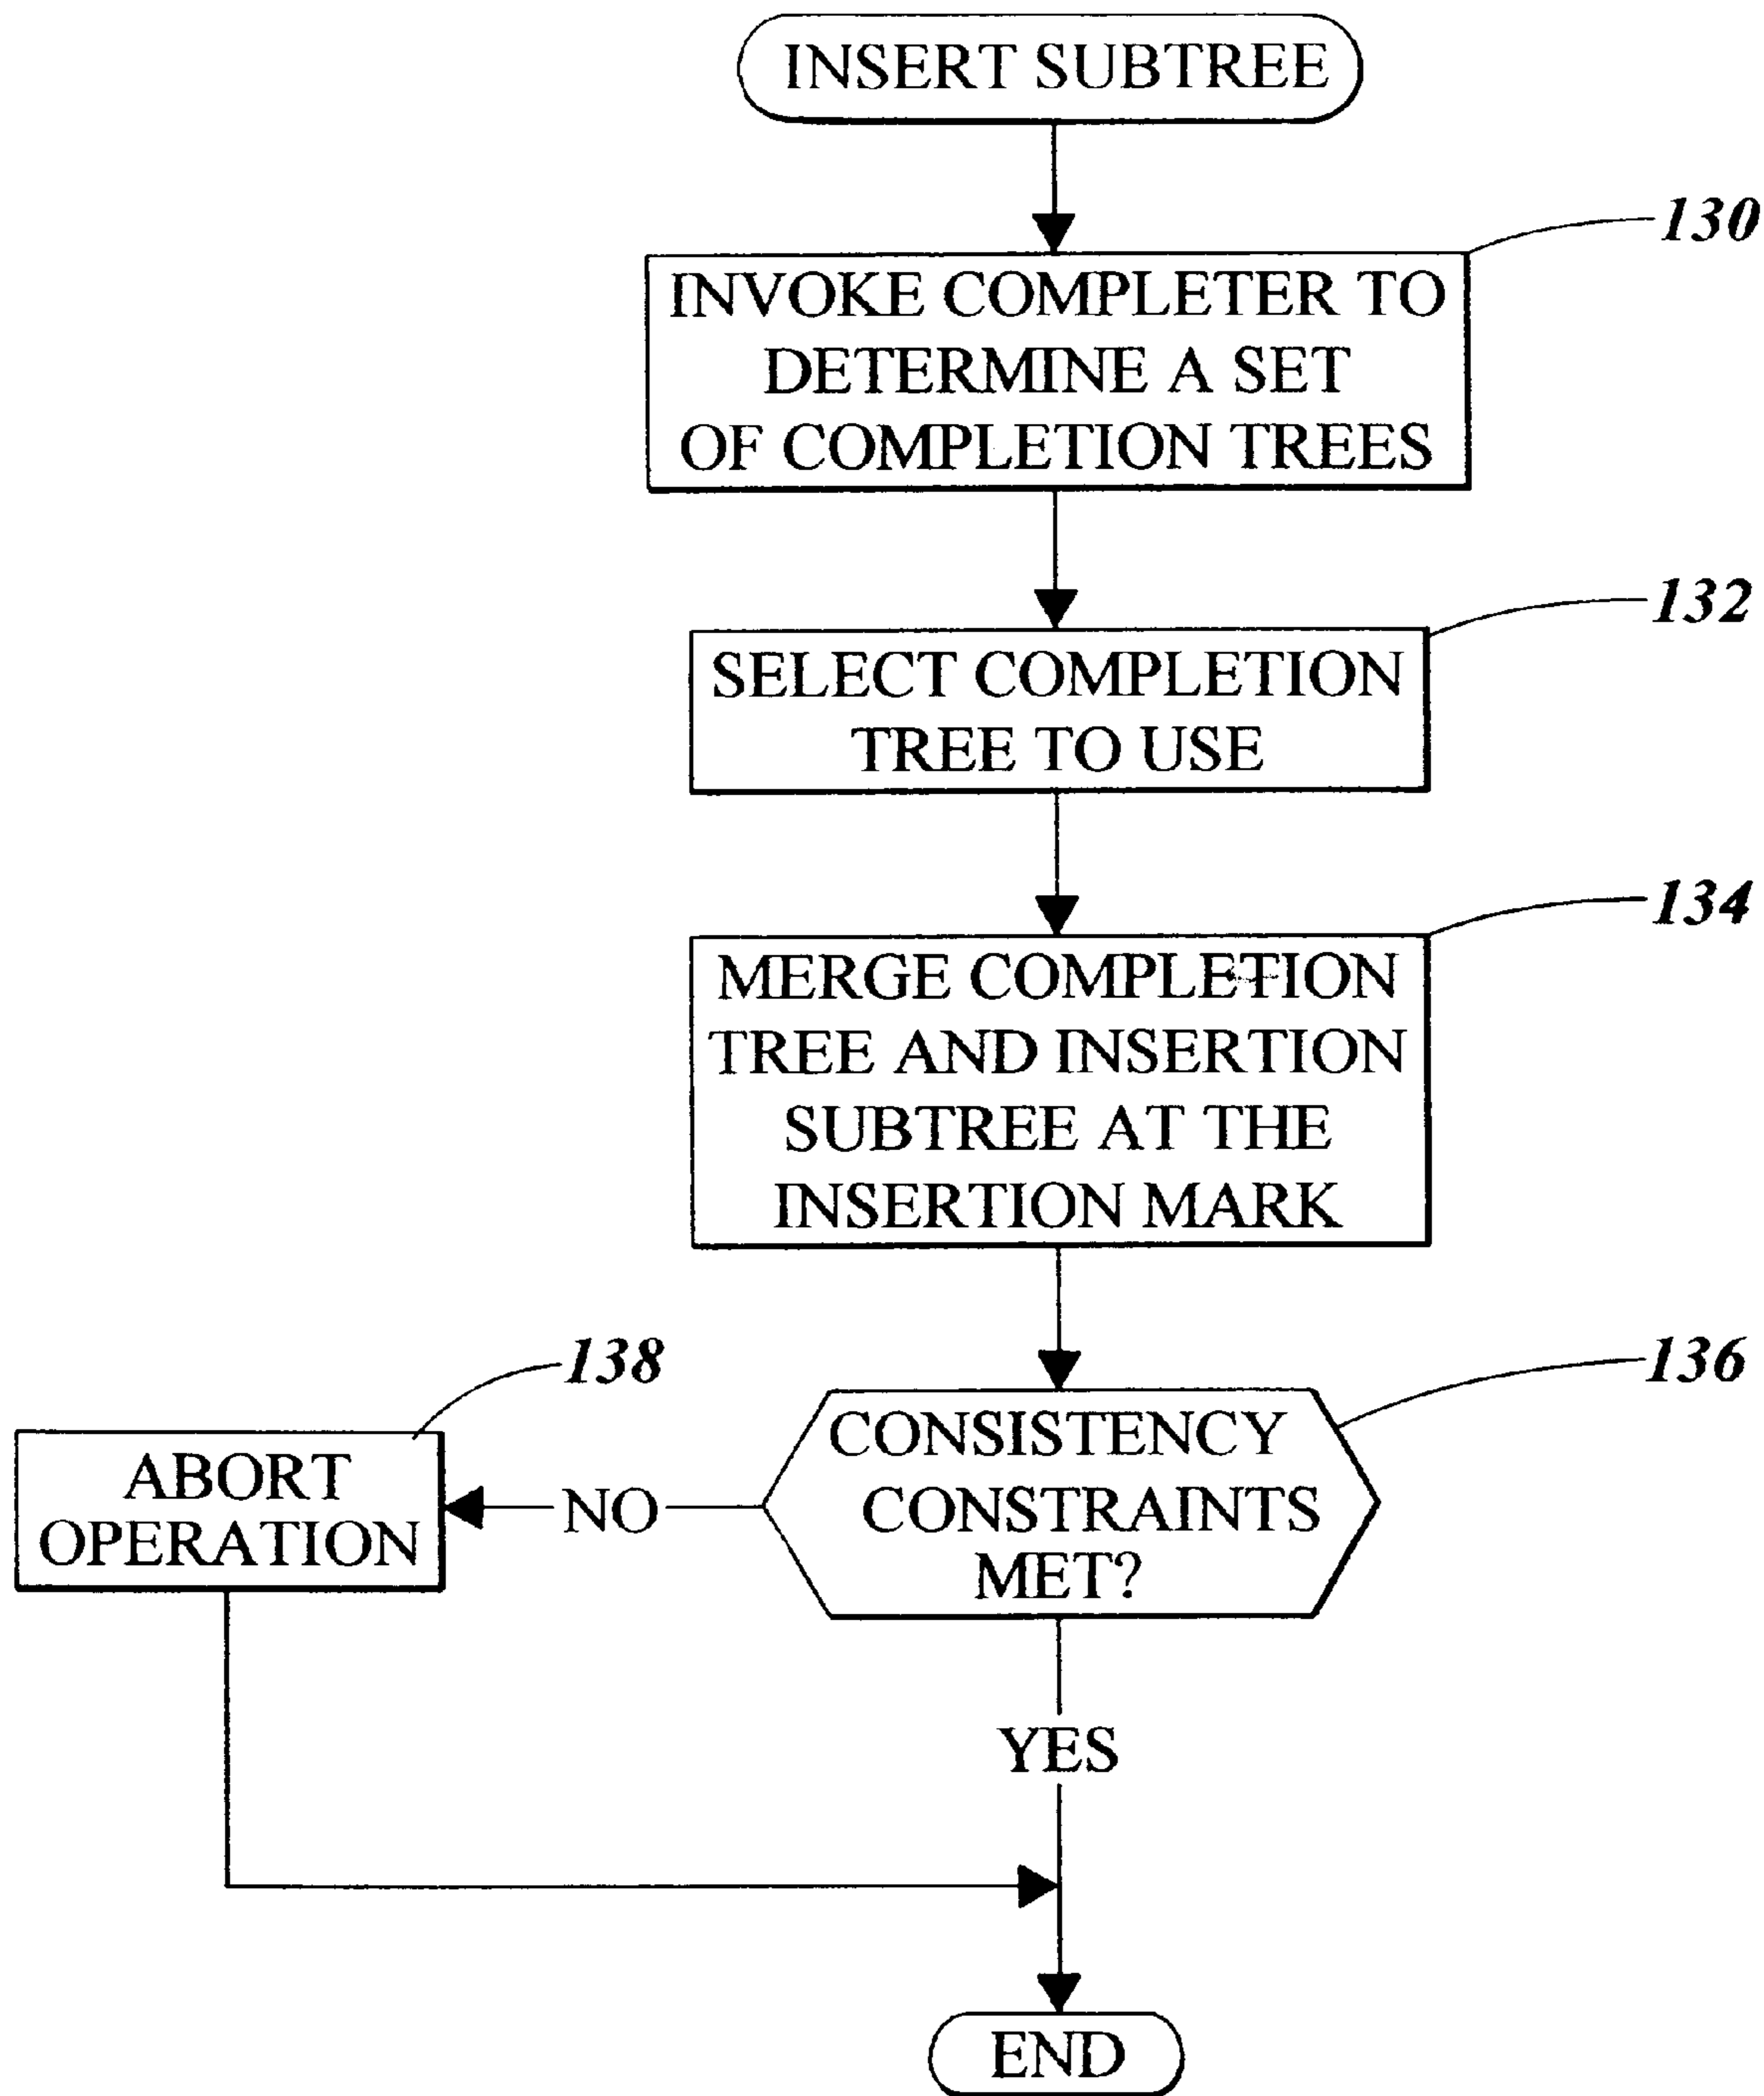 INSERT SUBTREE
130
INVOKE COMPLETER TO
DETERMINE A SET
OF COMPLETION TREES
132
SELECT COMPLETION
TREE TO USE
134
MERGE COMPLETION
TREE AND INSERTION
SUBTREE AT THE
INSERTION MARK
136
CONSISTENCY
CONSTRAINTS
MET?
138
ABORT
OPERATION
NO
YES
END